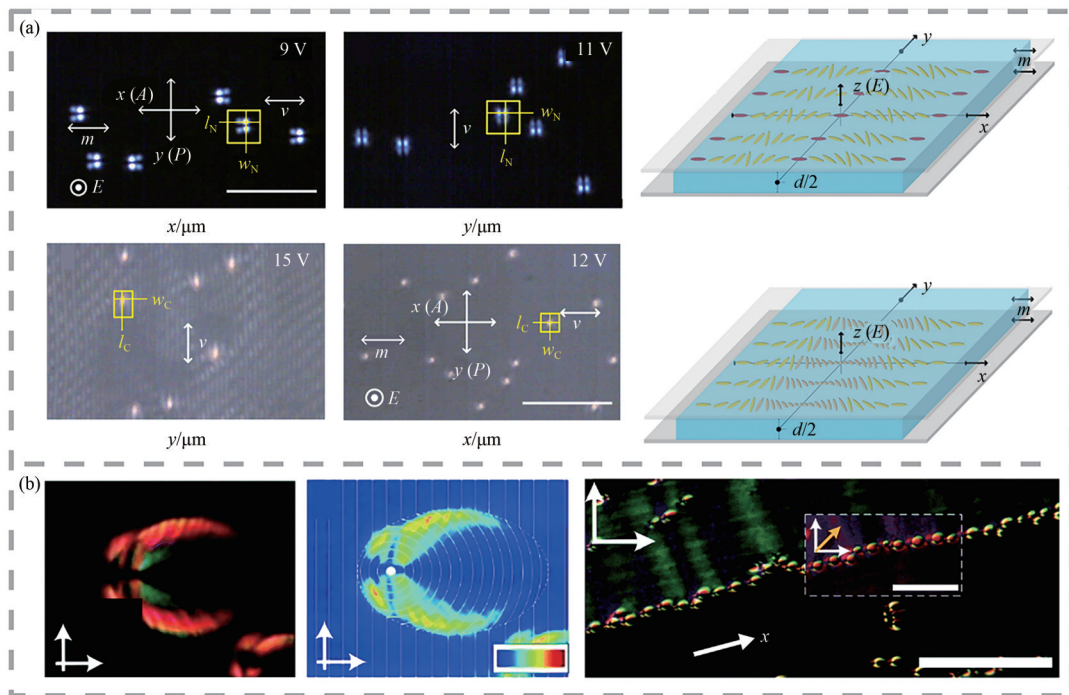 (a)
9 V
x (A)
l_N
m
v
y (P)
w_N
E
x/μm
11 V
w_N
v
l_N
y/μm
y
m
z (E)
x
d/2
15 V
w_C
v
l_C
y/μm
12 V
x (A)
l_C
v
m
w_C
y (P)
E
x/μm
y
m
z (E)
x
d/2
(b)
x